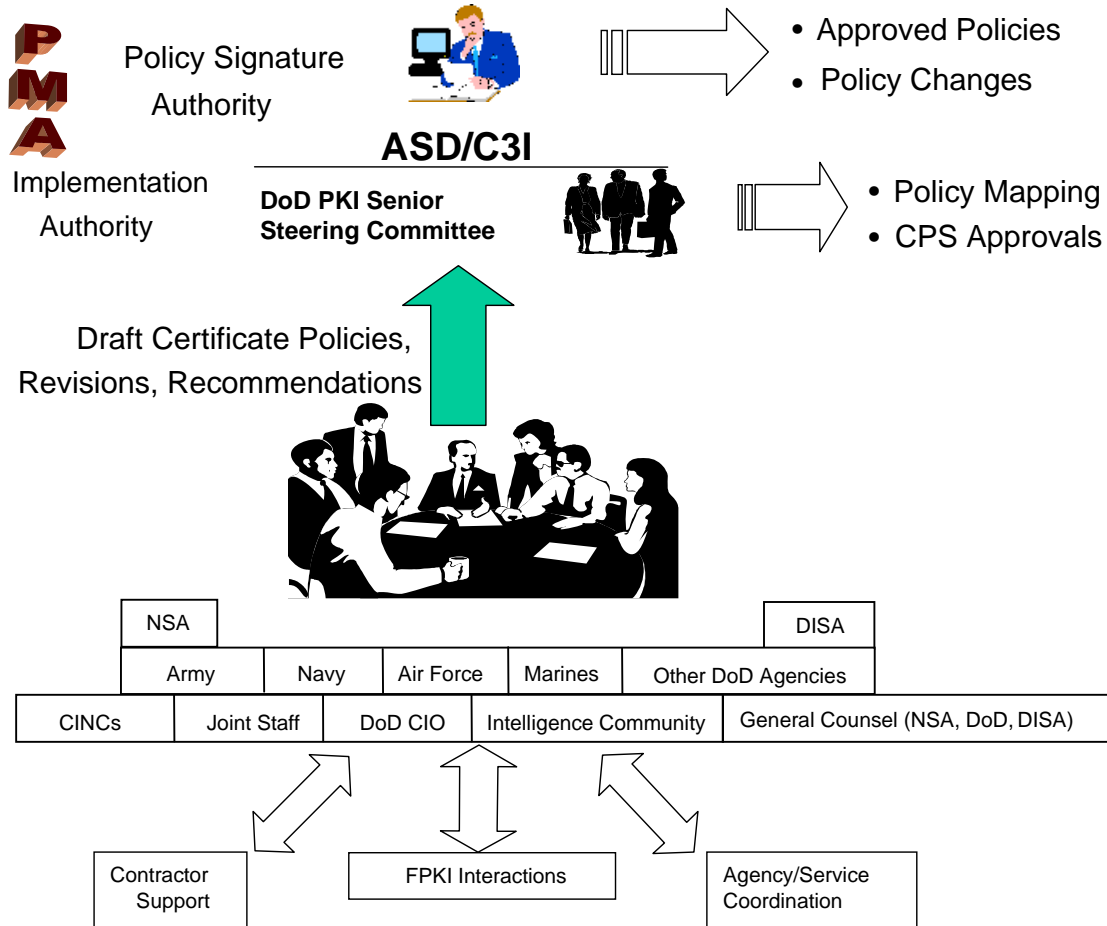 PMA
Policy Signature
Authority
• Approved Policies
• Policy Changes
ASD/C3I
Implementation
Authority
DoD PKI Senior
Steering Committee
• Policy Mapping
• CPS Approvals
Draft Certificate Policies,
Revisions, Recommendations
NSA
DISA
Army
Navy
Air Force
Marines
Other DoD Agencies
CINCs
Joint Staff
DoD CIO
Intelligence Community
General Counsel (NSA, DoD, DISA)
Contractor
Support
FPKI Interactions
Agency/Service
Coordination